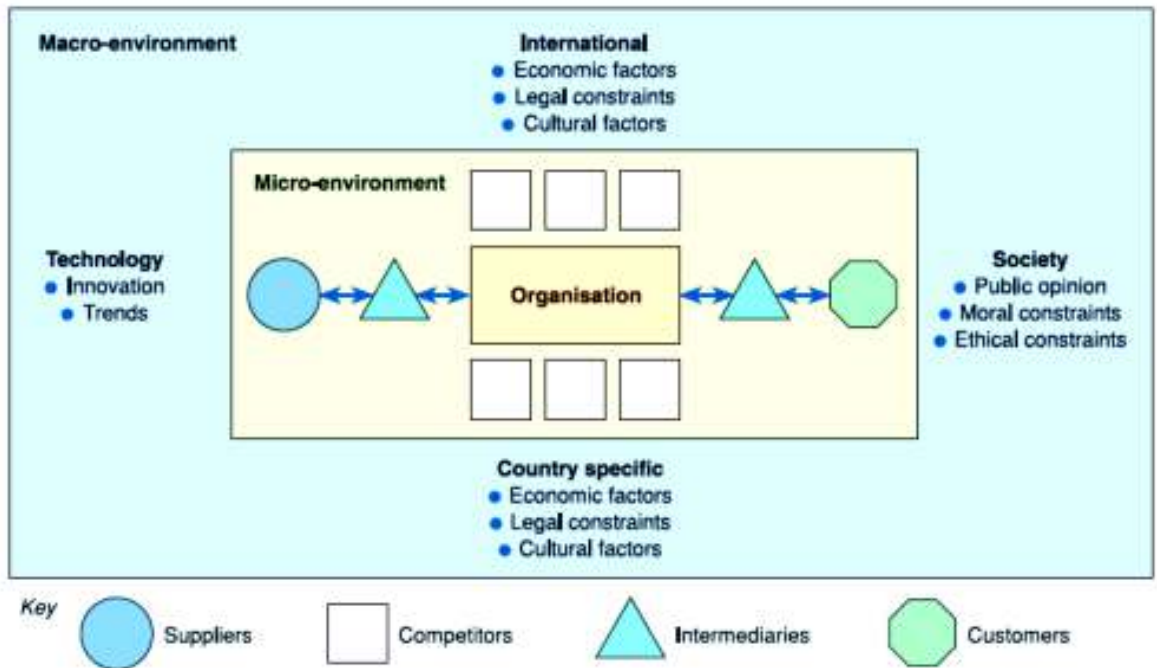 Macro-environment
International
• Economic factors
• Legal constraints
• Cultural factors
Micro-environment
Technology
• Innovation
• Trends
Organisation
Society
• Public opinion
• Moral constraints
• Ethical constraints
Country specific
• Economic factors
• Legal constraints
• Cultural factors
Key
Suppliers
Competitors
Intermediaries
Customers